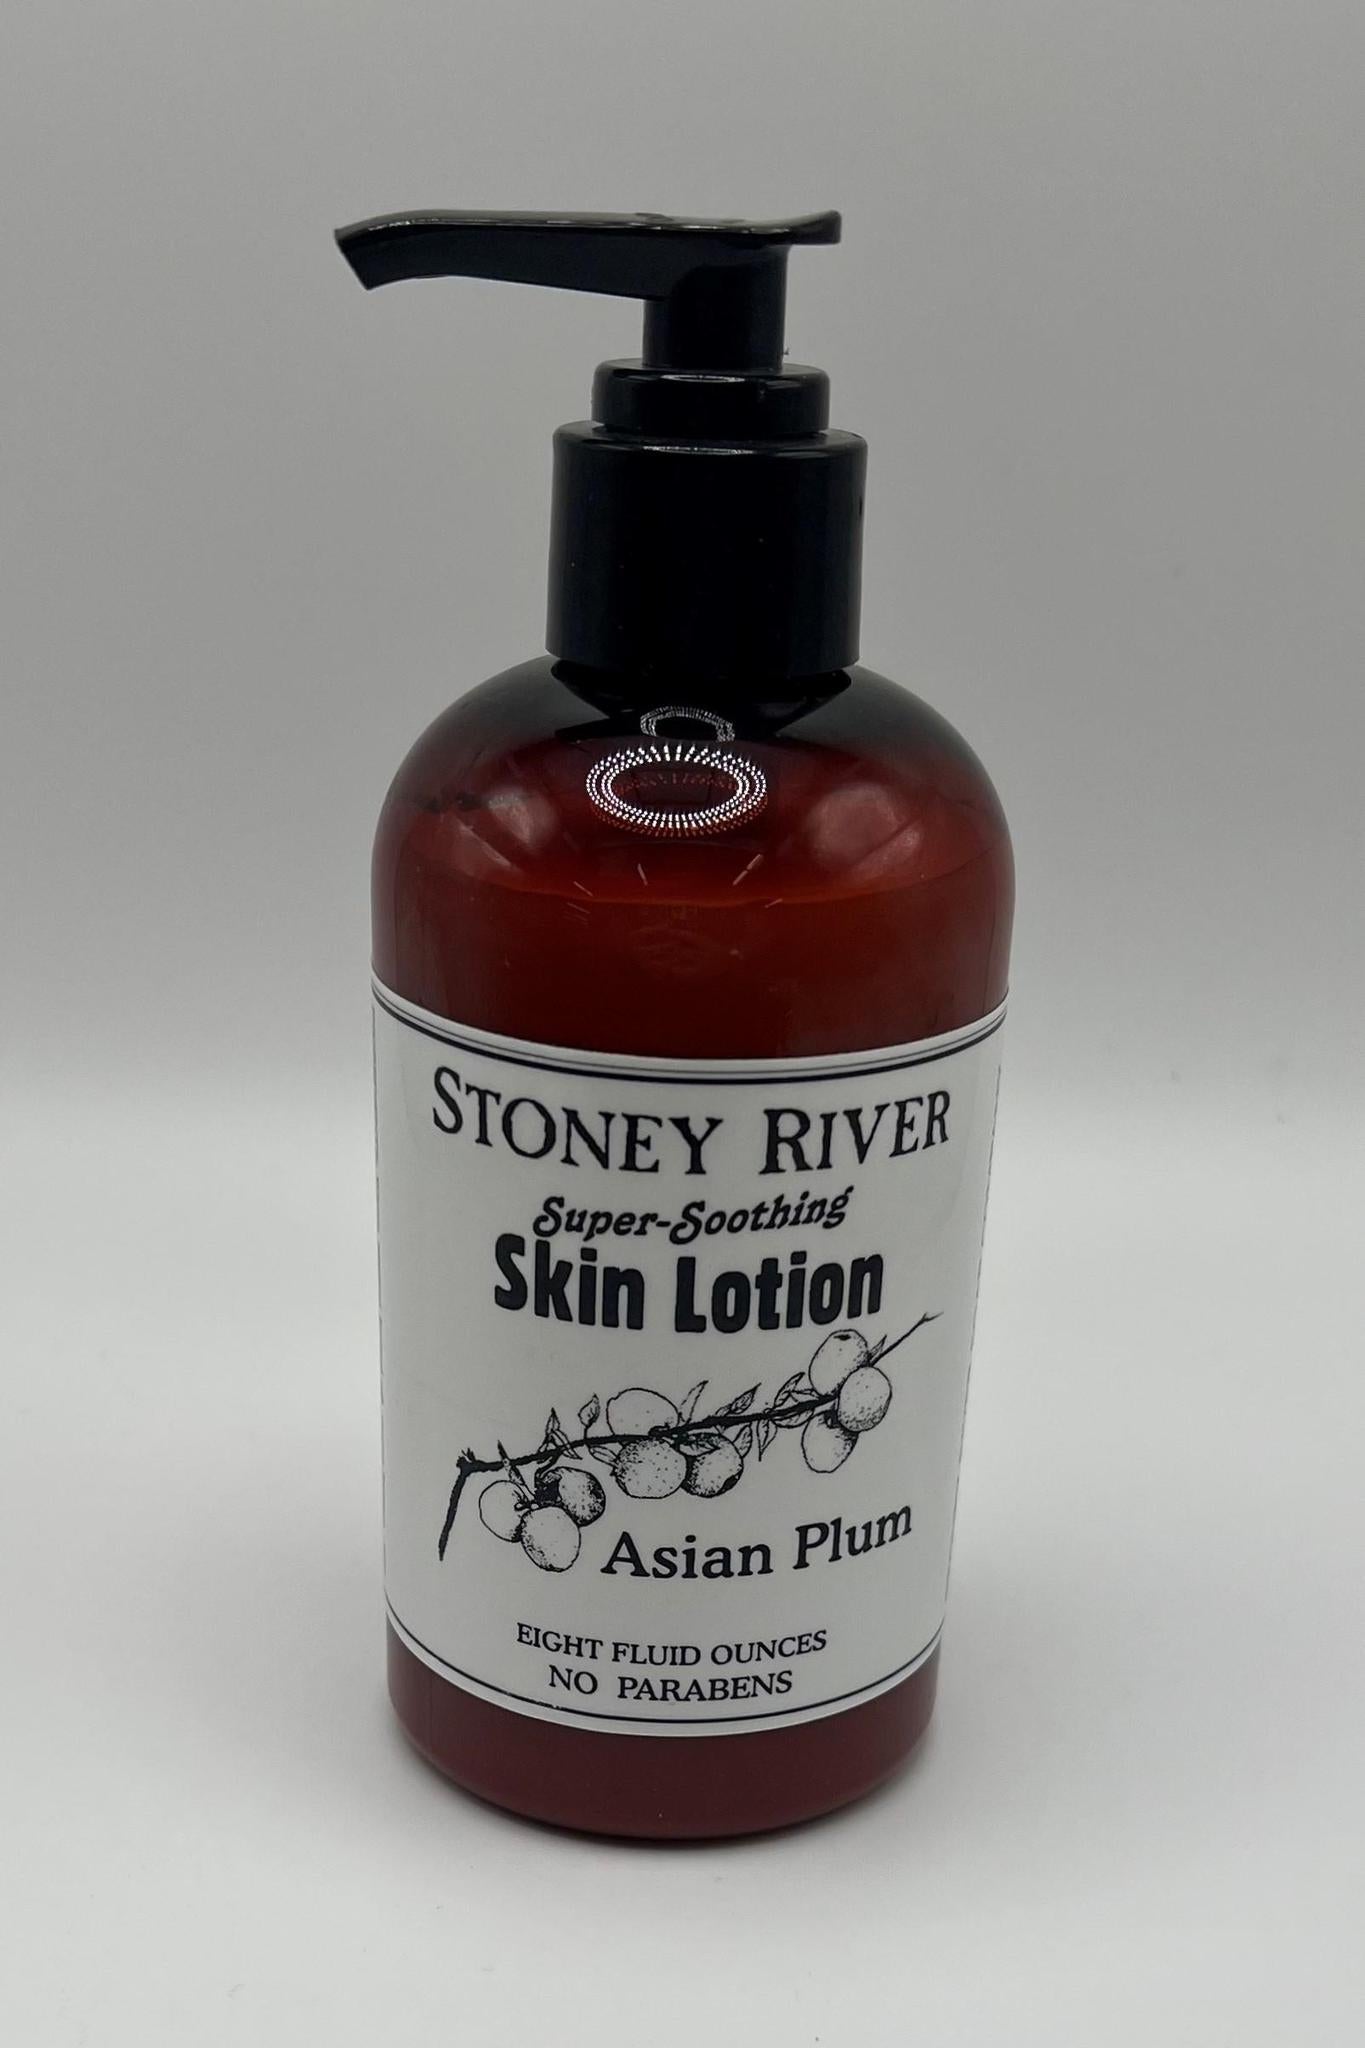 STONEY RIVER
Super-Soothing
Skin Lotion
Asian Plum
EIGHT FLUID OUNCES
NO PARABENS